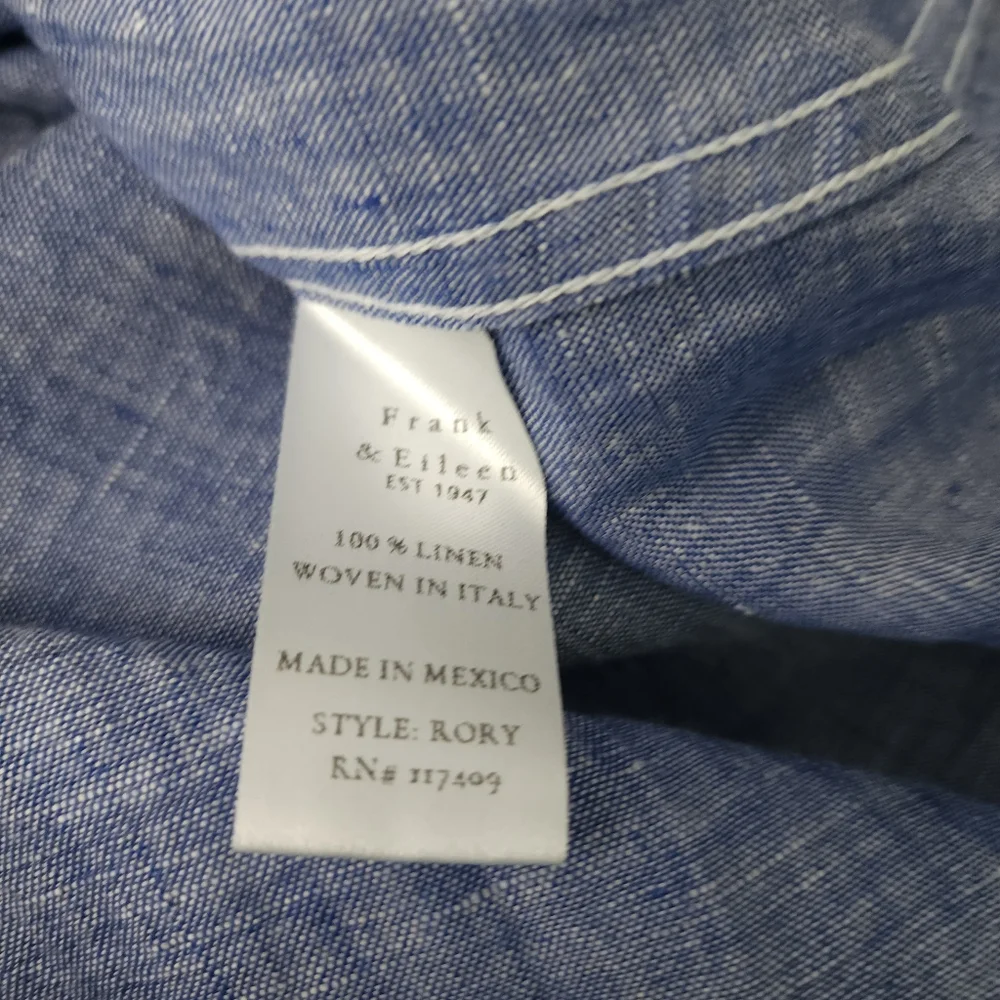 Frank
& Eileen
EST 1947
100 % LINEN
WOVEN IN ITALY
MADE IN MEXICO
STYLE: RORY
RN# 117409